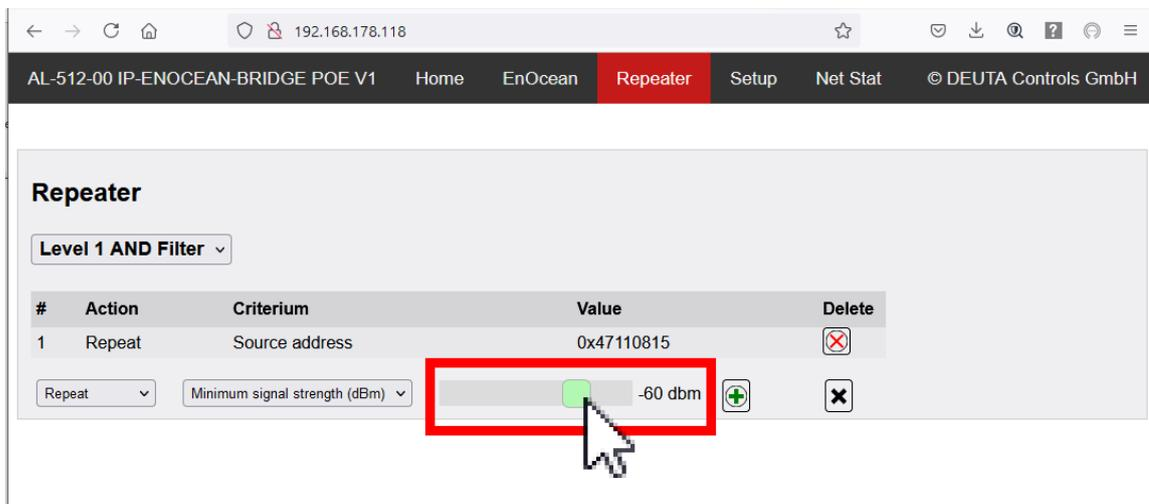 192.168.178.118
AL-512-00 IP-ENOCEAN-BRIDGE POE V1 Home EnOcean Repeater Setup Net Stat © DEUTA Controls GmbH
Repeater
Level 1 AND Filter
# Action Criterium Value Delete
1 Repeat Source address 0x47110815
Repeat Minimum signal strength (dBm) -60 dbm